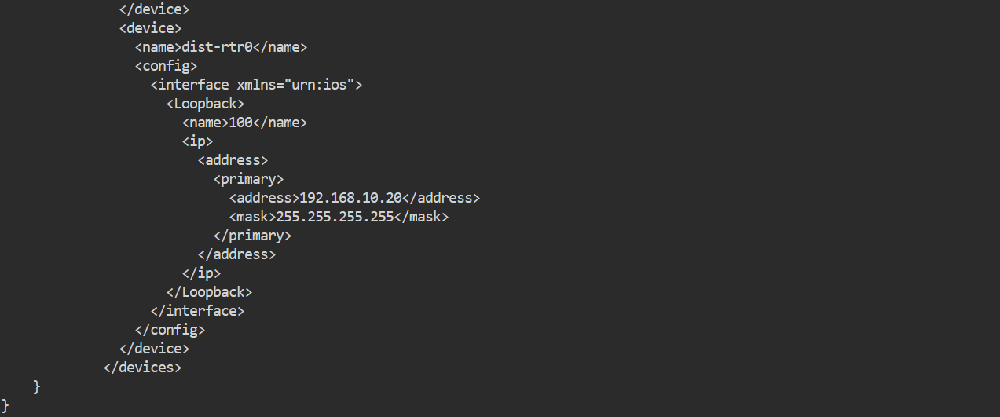 </device>
<device>
<name>dist-rtr0</name>
<config>
<interface xmlns="urn:ios">
<Loopback>
<name>100</name>
<ip>
<address>
<primary>
<address>192.168.10.20</address>
<mask>255.255.255.255</mask>
</primary>
</address>
</ip>
</Loopback>
</interface>
</config>
</device>
</devices>
}
}